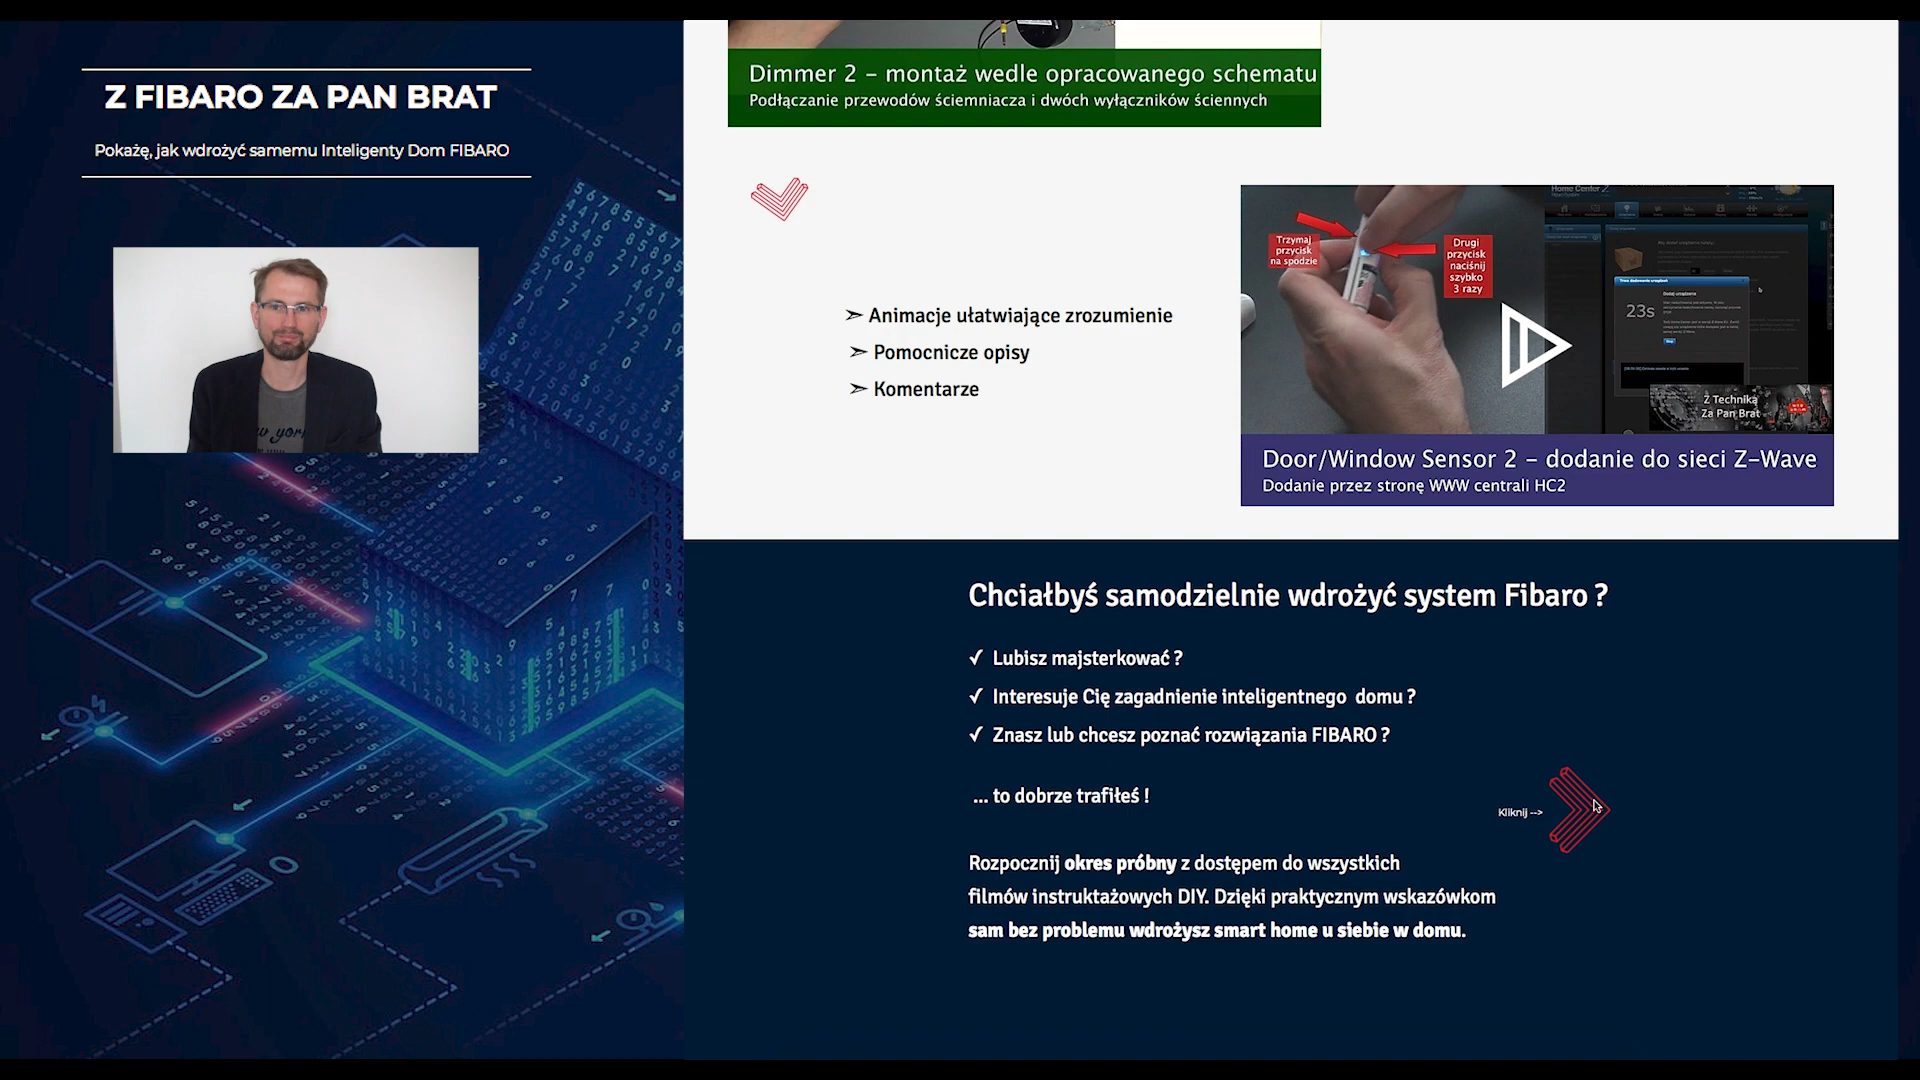 Z FIBARO ZA PAN BRAT
Pokażę, jak wdrożyć samemu Inteligenty Dom FIBARO
Dimmer 2 – montaż wedle opracowanego schematu
Podłączanie przewodów ściemniacza i dwóch wyłączników ściennych
➣ Animacje ułatwiające zrozumienie
➣ Pomocnicze opisy
➣ Komentarze
Home Center 2
Trzymaj
przycisk
na spodzie
Drugi
przycisk
naciśnij
szybko
3 razy
23s
Z Techniką
Za Pan Brat
Door/Window Sensor 2 – dodanie do sieci Z-Wave
Dodanie przez stronę WWW centrali HC2
Chciałbyś samodzielnie wdrożyć system Fibaro ?
✓ Lubisz majsterkować ?
✓ Interesuje Cię zagadnienie inteligentnego domu ?
✓ Znasz lub chcesz poznać rozwiązania FIBARO ?
... to dobrze trafiłeś !
Kliknij -->
Rozpocznij okres próbny z dostępem do wszystkich
filmów instruktażowych DIY. Dzięki praktycznym wskazówkom
sam bez problemu wdrożysz smart home u siebie w domu.